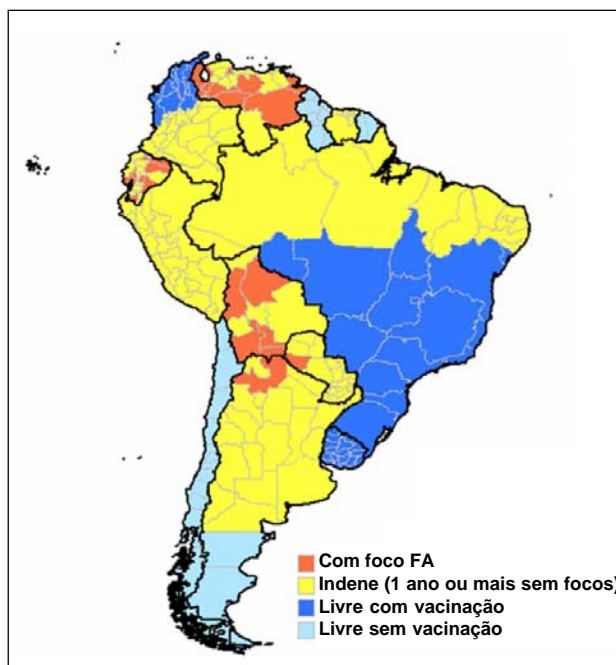 Com foco FA
Indene (1 ano ou mais sem focos)
Livre com vacinação
Livre sem vacinação